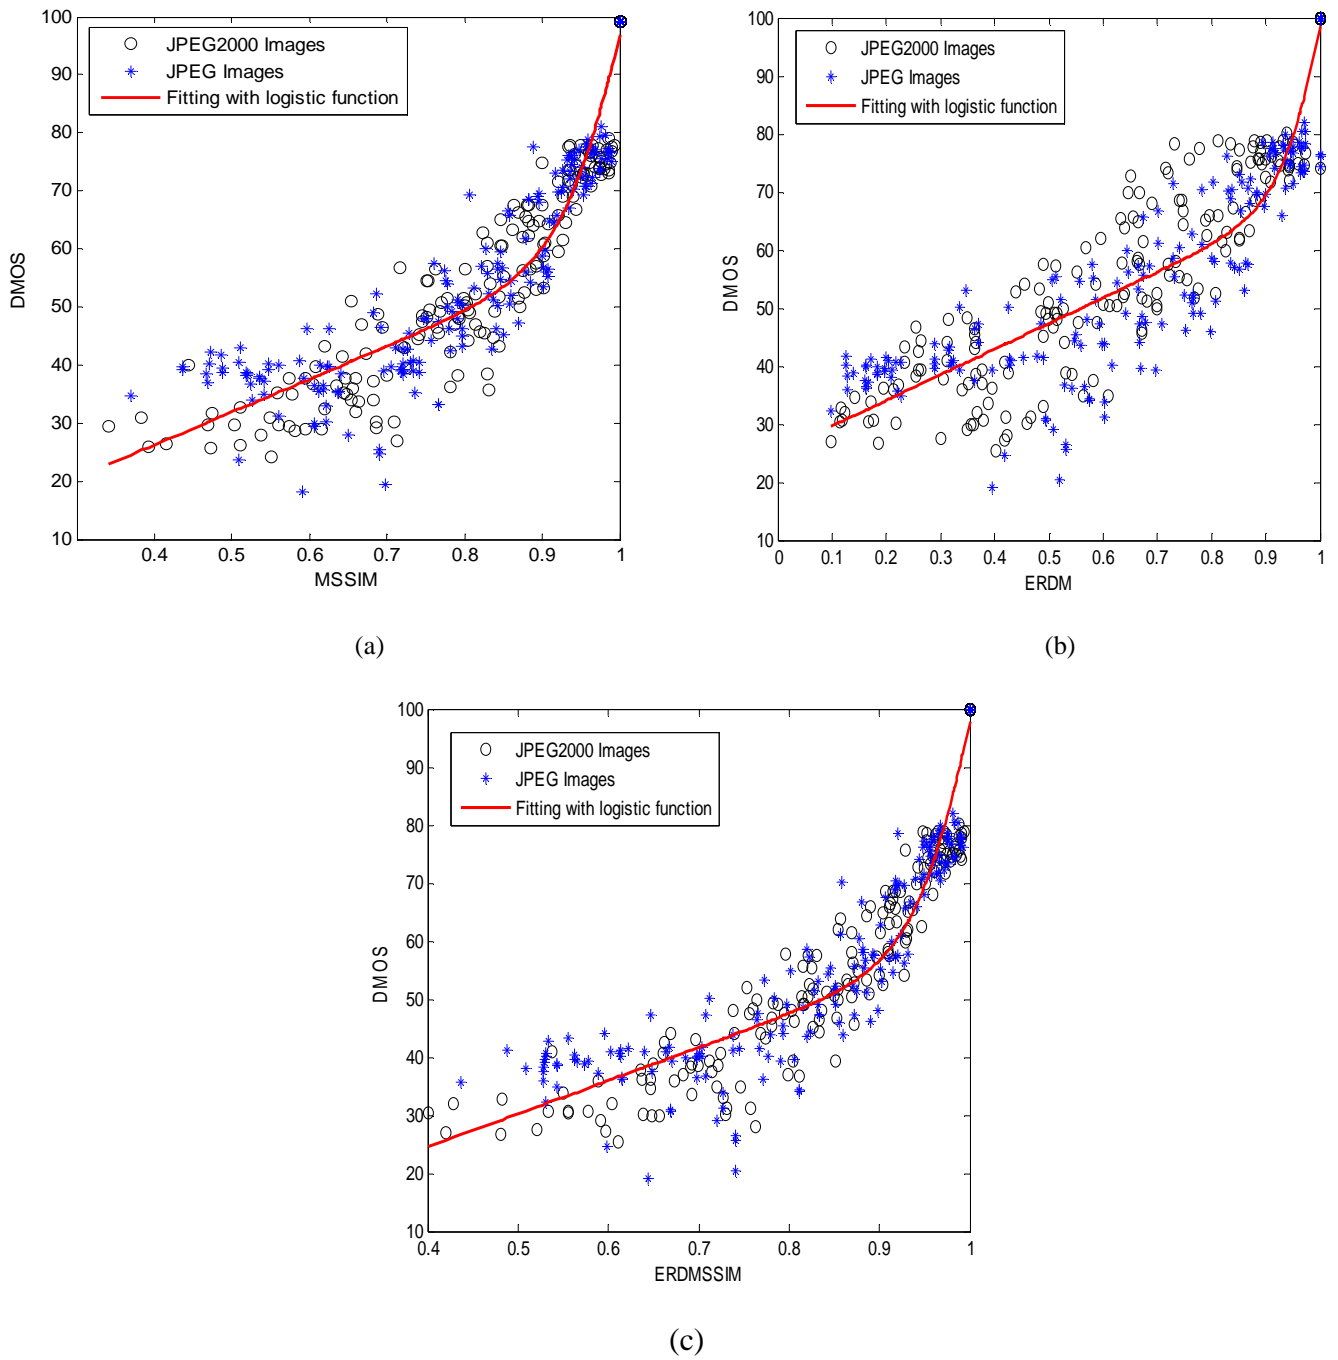 100
90
80
70
60
50
40
30
20
10
DMOS
JPEG2000 Images
JPEG Images
Fitting with logistic function
0.4 0.5 0.6 0.7 0.8 0.9 1
MSSIM
(a)
100
90
80
70
60
50
40
30
20
10
DMOS
JPEG2000 Images
JPEG Images
Fitting with logistic function
0 0.1 0.2 0.3 0.4 0.5 0.6 0.7 0.8 0.9 1
ERDM
(b)
100
90
80
70
60
50
40
30
20
10
DMOS
JPEG2000 Images
JPEG Images
Fitting with logistic function
0.4 0.5 0.6 0.7 0.8 0.9 1
ERDMSSIM
(c)